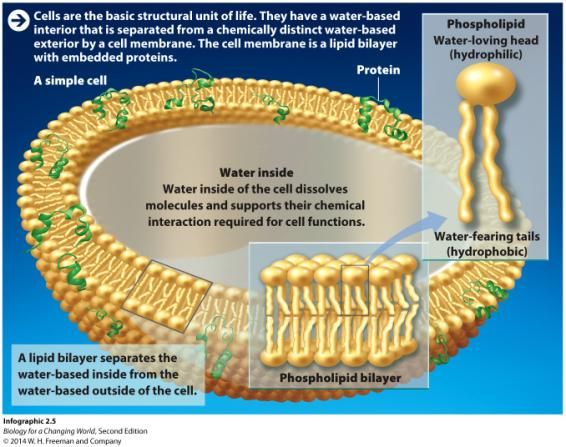 Cells are the basic structural unit of life. They have a water-based
interior that is separated from a chemically distinct water-based
exterior by a cell membrane. The cell membrane is a lipid bilayer
with embedded proteins.
A simple cell
Protein
Phospholipid
Water-loving head
(hydrophilic)
Water-fearing tails
(hydrophobic)
Water inside
Water inside of the cell dissolves
molecules and supports their chemical
interaction required for cell functions.
Phospholipid bilayer
A lipid bilayer separates the
water-based inside from the
water-based outside of the cell.
Infographic 2.5
Biology for a Changing World, Second Edition
© 2014 W. H. Freeman and Company